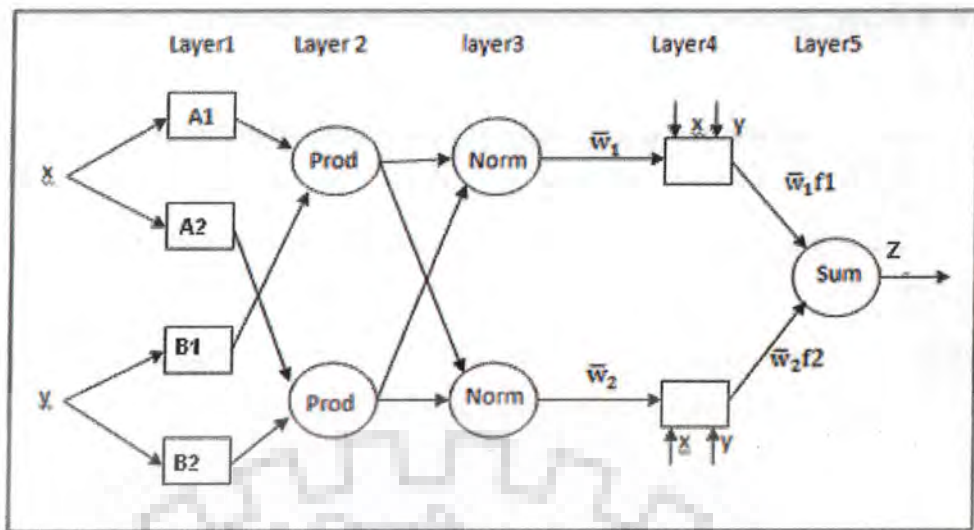 Layer1 Layer 2 layer3 Layer4 Layer5
A1
x y
Prod Norm w̅₁
w̅₁f1
x
A2
Z
Sum
B1
w̅₂f2
y
w̅₂
Prod Norm
B2
x y